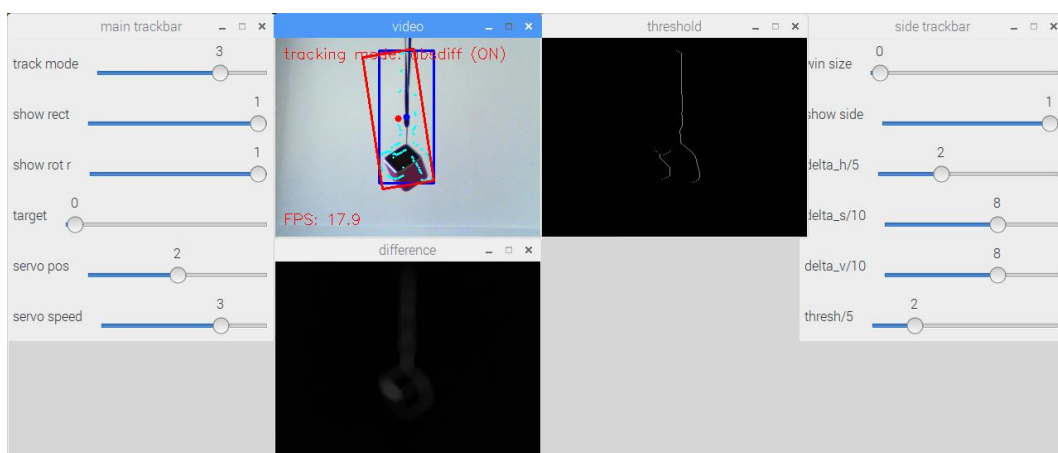 main trackbar
track mode
3
show rect
1
show rot r
1
target
0
servo pos
2
servo speed
3
video
tracking mode: absdiff (ON)
FPS: 17.9
difference
threshold
side trackbar
win size
0
show side
1
delta_h/5
2
delta_s/10
8
delta_v/10
8
thresh/5
2